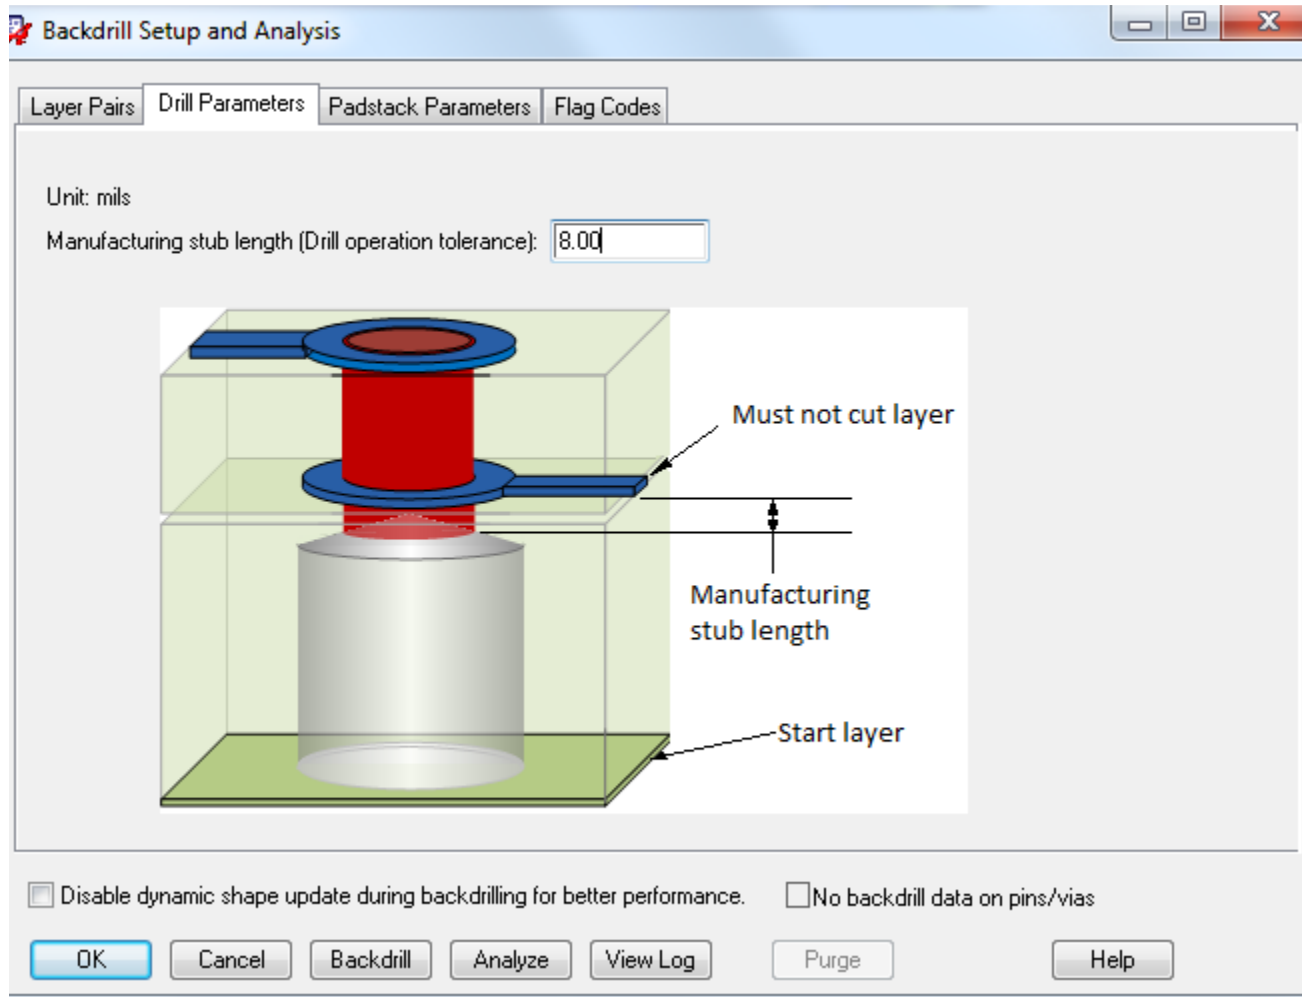 Backdrill Setup and Analysis
Layer Pairs
Drill Parameters
Padstack Parameters
Flag Codes
Unit: mils
Manufacturing stub length (Drill operation tolerance):
8.00
Must not cut layer
Manufacturing
stub length
Start layer
Disable dynamic shape update during backdrilling for better performance.
No backdrill data on pins/vias
OK
Cancel
Backdrill
Analyze
View Log
Purge
Help